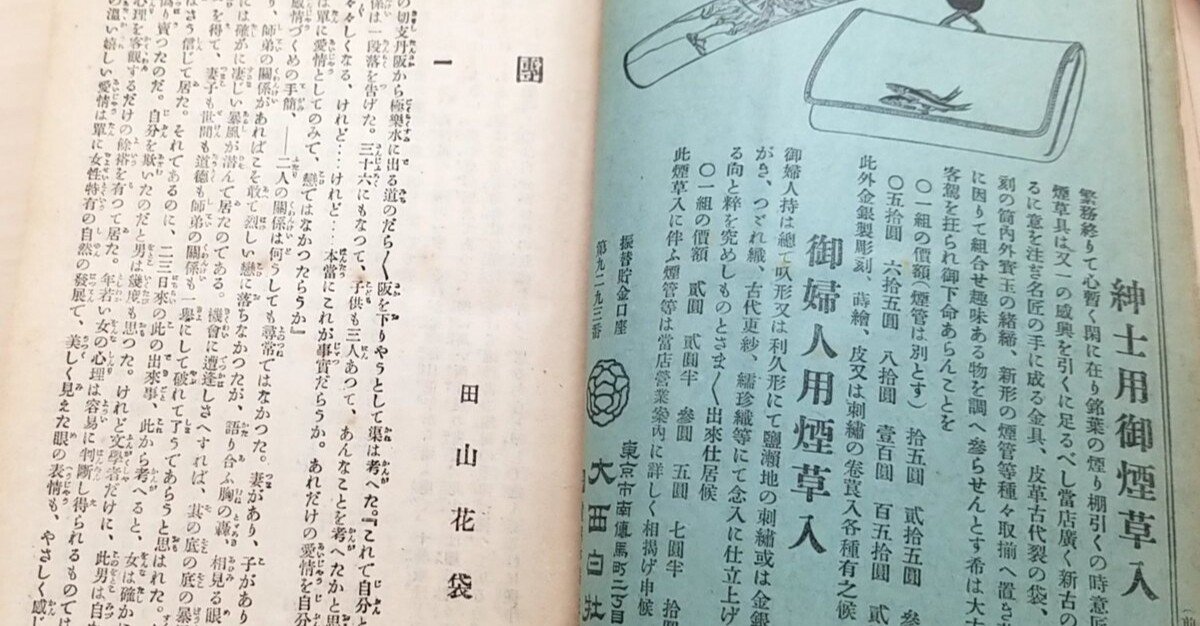 紳士用御煙草入
繁務終りて心暫く閑に在り銘葉の煙り棚引くの時意匠
煙草具は又一の感興を引くに足るべし當店廣く新古の
るに意を注ぎ名匠の手に成る金具、皮革古代裂の袋、
刻の筒內外寶玉の緒締、新形の煙管等種々取揃へ置き
に因りて組合せ趣味ある物を調へ參らせんとす希は大
客駕を枉られ御下命あらんことを
〇一組の價額(煙管は別とす) 拾五圓 貳拾五圓 參
〇五拾圓 六拾五圓 八拾圓 壹百圓 百五拾圓 貳
此外金銀製彫刻 蒔繪、皮又は刺繡の卷莨入各種有之候
御婦人用煙草入
御婦人持は總て叺形又は利久形にて鹽瀨地の刺繡或は金銀
がき、つゞれ織、古代更紗、繻珍織等にて念入に仕立上げ
る向と粹を究めしものとさま〲出來仕居候
〇一組の價額 貳圓 貳圓半 參圓 五圓 七圓半 拾
此煙草入に伴ふ煙管等は當店營業案內に詳しく相揭げ申候
振替貯金口座
第九一九三番
東京市南傳馬町二丁目
大西白
田山花袋
一
の切支丹阪から極樂水に出る道のだら〱阪を下りやうとして渠は考へた。『これで自分と
係は一段落を告げた。三十六にもなつて、子供も三人あつて、あんなことを考へたかと思
々々しくなる、けれど…けれど…本當にこれが事實だらうか。あれだけの愛情を自分
は單に愛情としてのみて、戀ではなかつたらうか』
感情づくめの手簡、――二人の關係は何うしても尋常ではなかつた。妻があり、子があり
り、師弟の關係があればこそ敢て烈しい戀に落ちなかつたが、語り合ふ胸の轟、相見る眼
には確かに凄じい暴風が潜んで居たのである。機會に遭逢しさへすれば、其の底の底の暴
を得て、妻子も世間も道德も師弟の關係も一擧にして破れて了うであらうと思はれた。
はさう信じて居た。それであるのに、二三日來の此の出來事、此から考へると、女は確かに
僞り賣つたのだ。自分を欺いたのだと男は幾度も思つた。けれど文學者だけに、此男は自
心理を客觀するだけの餘裕を有つて居た。年若い女の心理は容易に判斷し得られるものでは
の溫い嬉しい愛情は單に女性特有の自然の發展で、美しく見えた眼の表情も、やさしく感じ